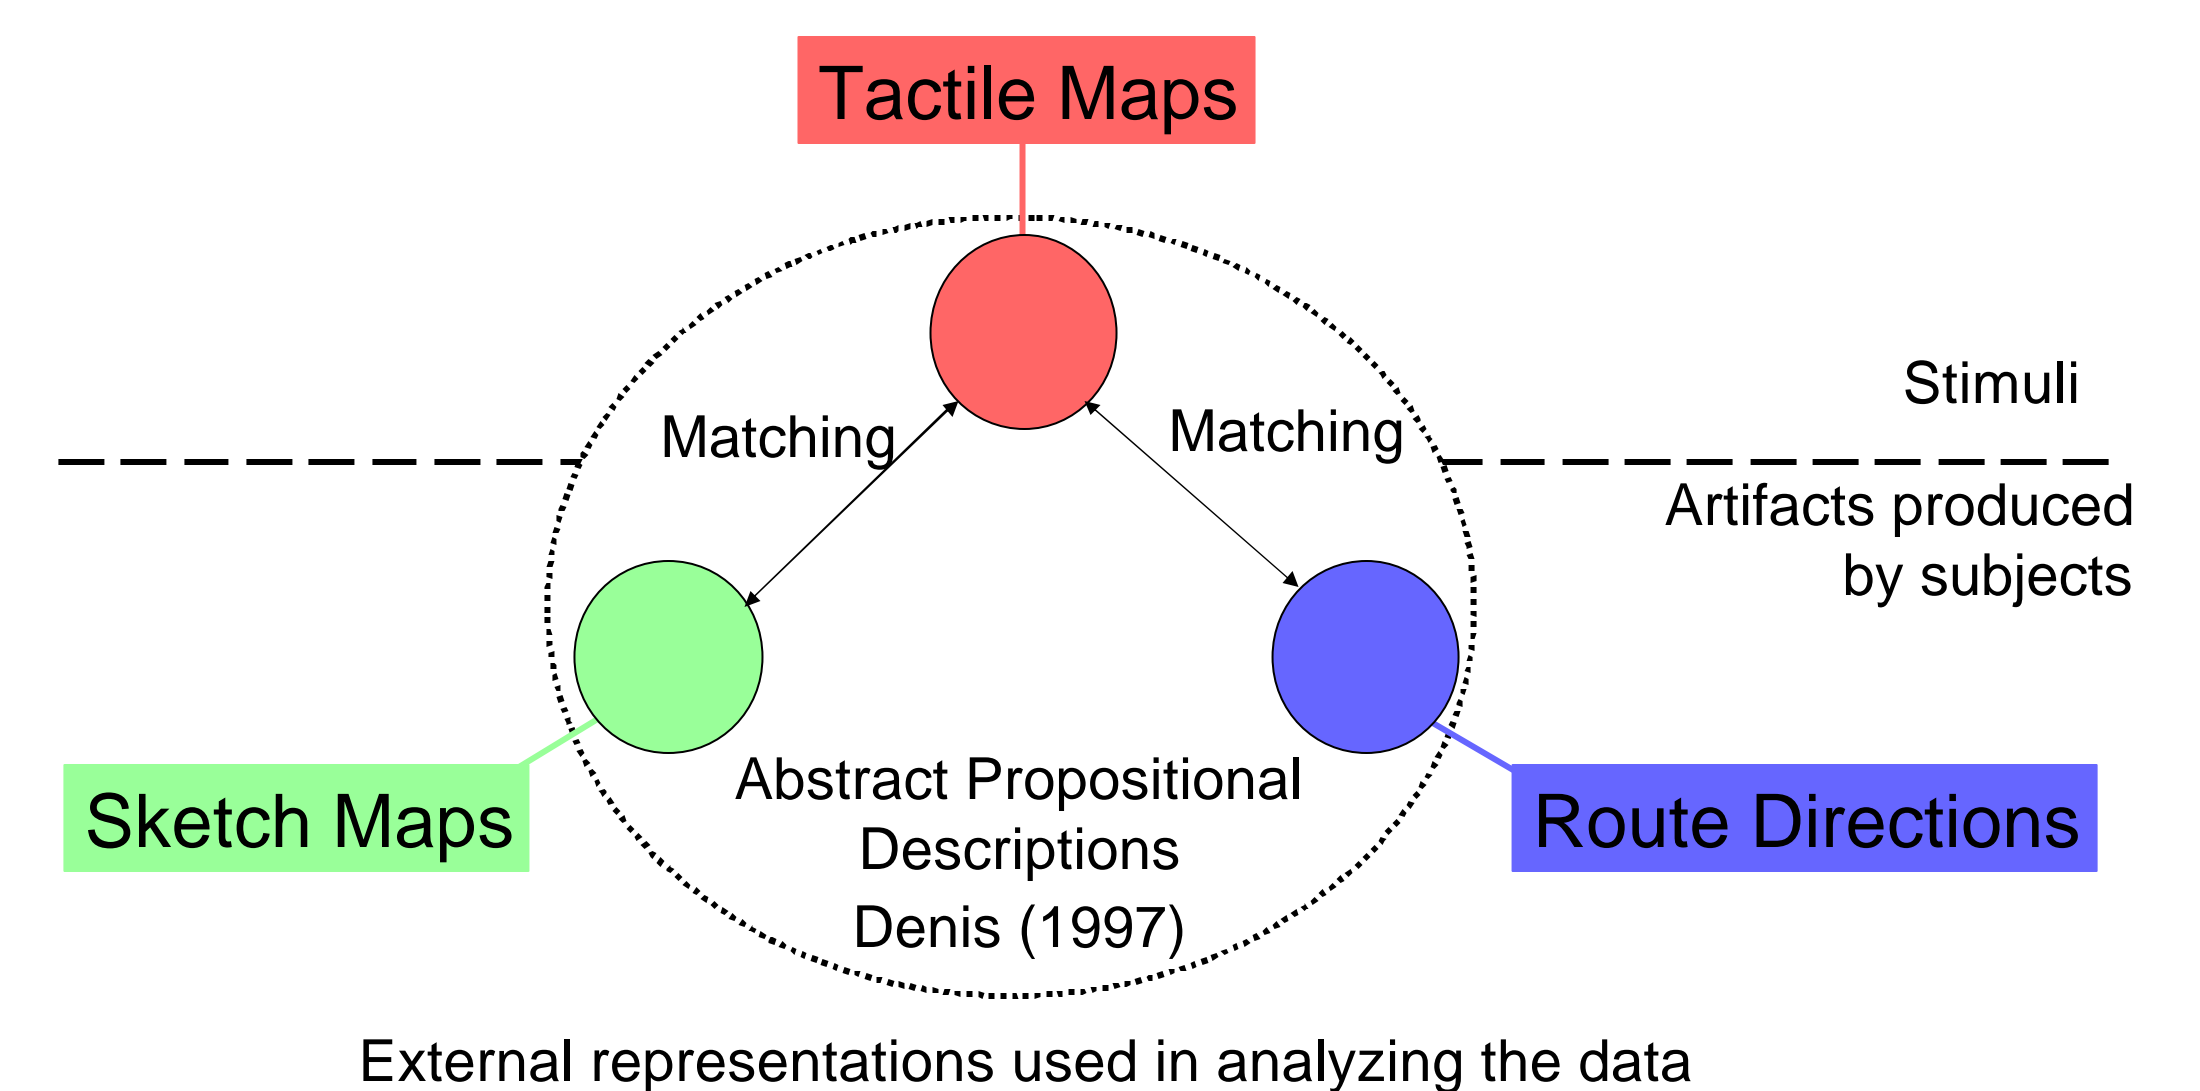 Tactile Maps
Stimuli
Matching
Matching
Artifacts produced
by subjects
Abstract Propositional
Descriptions
Denis (1997)
Sketch Maps
Route Directions
External representations used in analyzing the data